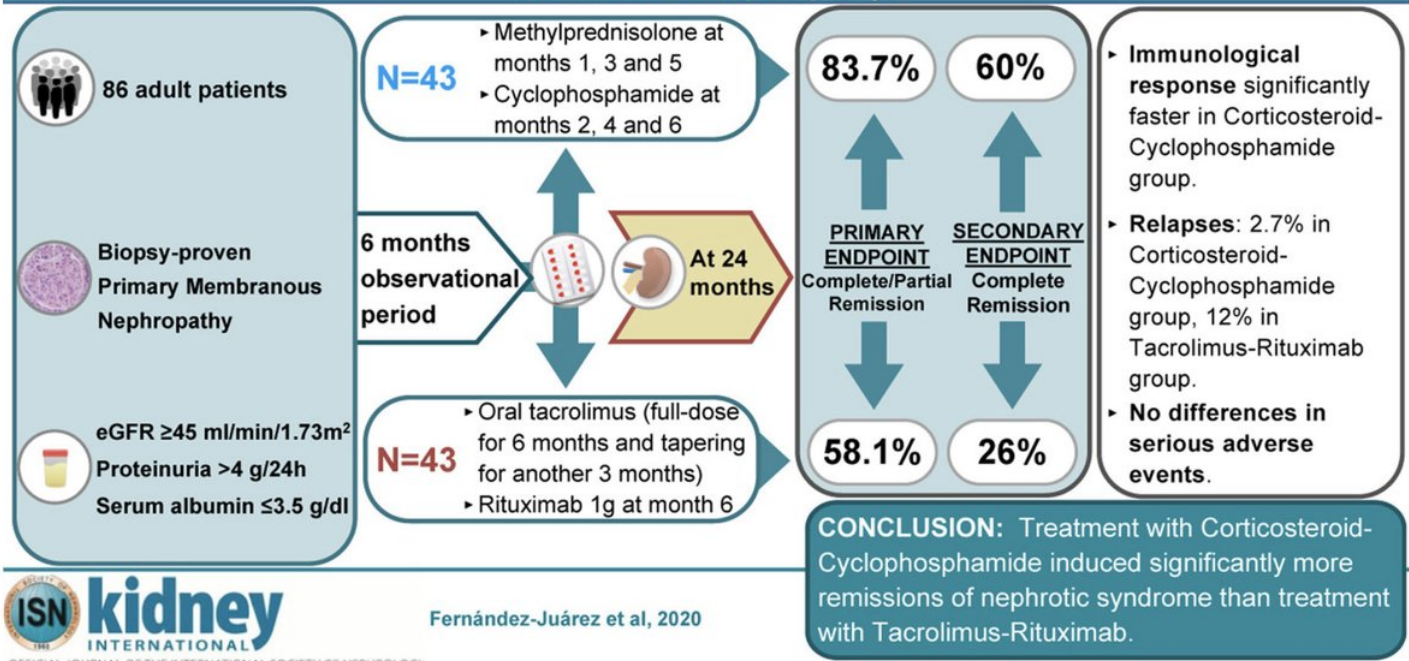 86 adult patients
Biopsy-proven
Primary Membranous
Nephropathy
eGFR ≥45 ml/min/1.73m²
Proteinuria >4 g/24h
Serum albumin ≤3.5 g/dl
N=43
‣ Methylprednisolone at
months 1, 3 and 5
‣ Cyclophosphamide at
months 2, 4 and 6
6 months
observational
period
At 24
months
N=43
‣ Oral tacrolimus (full-dose
for 6 months and tapering
for another 3 months)
‣ Rituximab 1g at month 6
83.7%
60%
PRIMARY
ENDPOINT
Complete/Partial
Remission
SECONDARY
ENDPOINT
Complete
Remission
58.1%
26%
‣ Immunological
response significantly
faster in Corticosteroid-
Cyclophosphamide
group.
‣ Relapses: 2.7% in
Corticosteroid-
Cyclophosphamide
group, 12% in
Tacrolimus-Rituximab
group.
‣ No differences in
serious adverse
events.
CONCLUSION: Treatment with Corticosteroid-
Cyclophosphamide induced significantly more
remissions of nephrotic syndrome than treatment
with Tacrolimus-Rituximab.
ISN
kidney
INTERNATIONAL
Fernández-Juárez et al, 2020